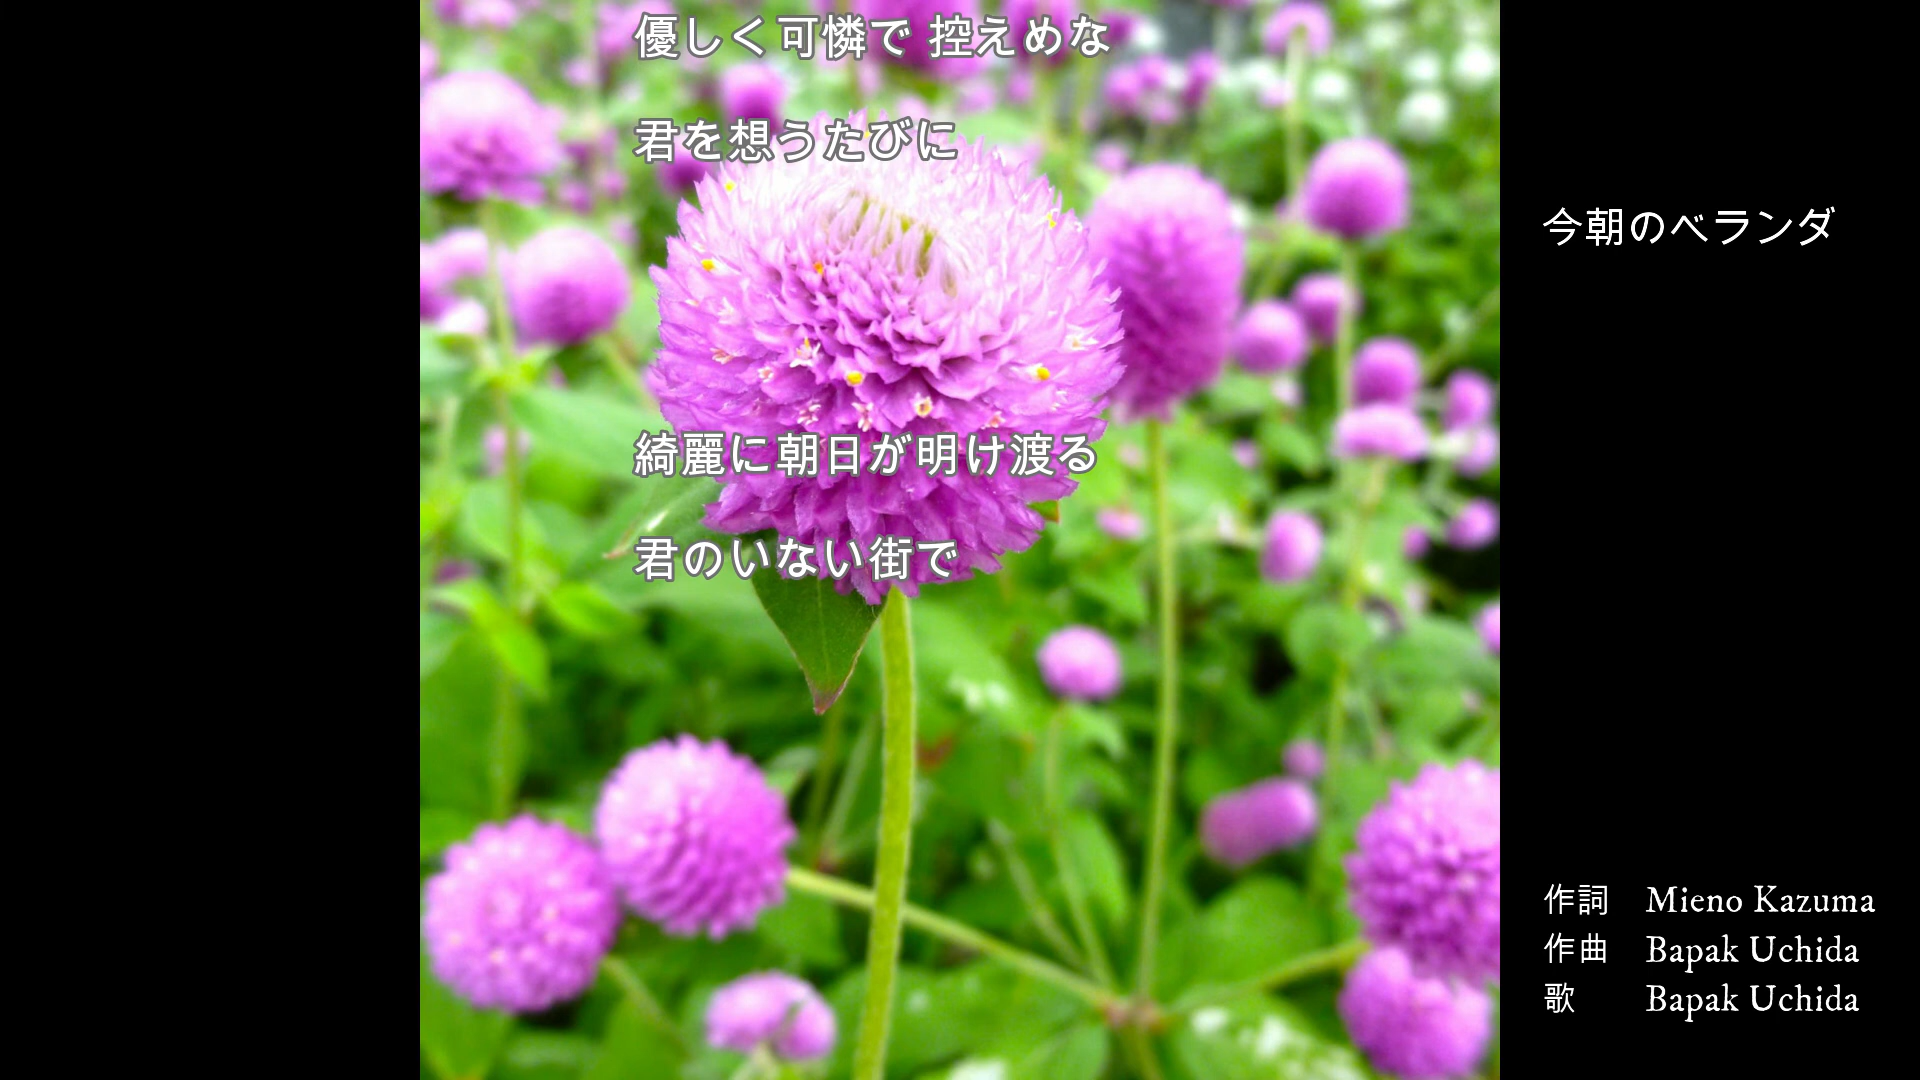 優しく可憐で 控えめな
君を想うたびに
綺麗に朝日が明け渡る
君のいない街で
今朝のベランダ
作詞 Mieno Kazuma
作曲 Bapak Uchida
歌 Bapak Uchida